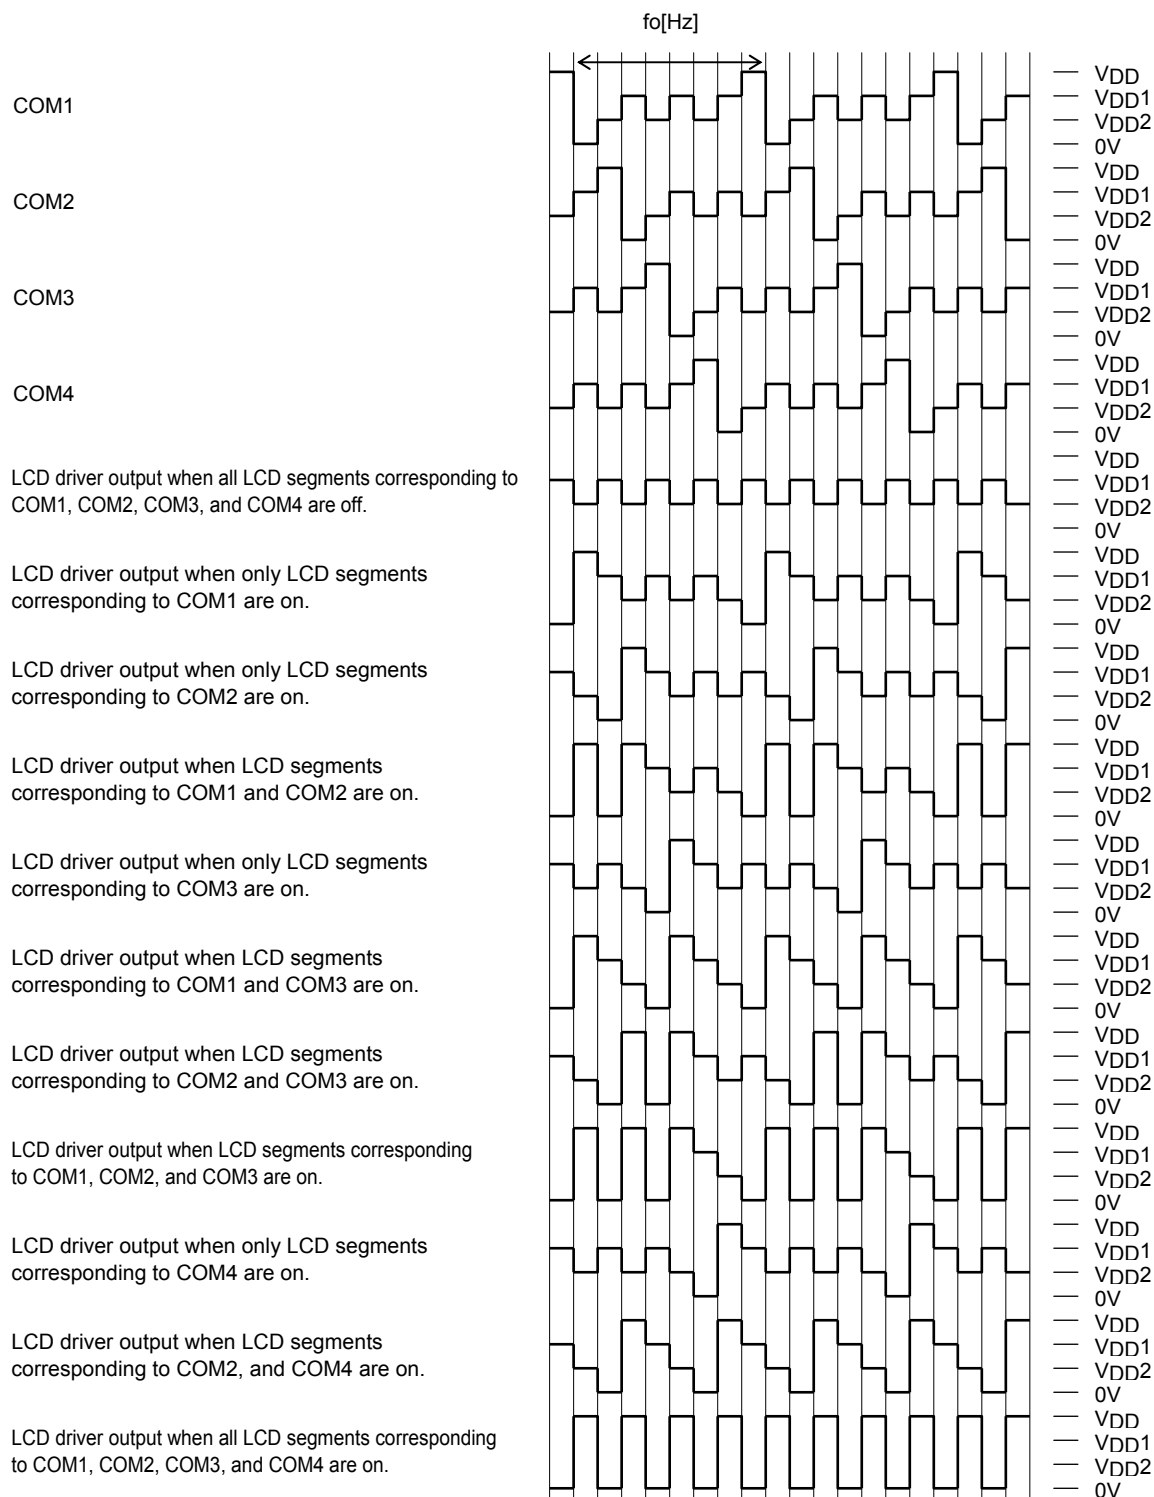 fo[Hz]
COM1
VDD
VDD1
VDD2
0V
COM2
VDD
VDD1
VDD2
0V
COM3
VDD
VDD1
VDD2
0V
COM4
VDD
VDD1
VDD2
0V
LCD driver output when all LCD segments corresponding to
COM1, COM2, COM3, and COM4 are off.
VDD
VDD1
VDD2
0V
LCD driver output when only LCD segments
corresponding to COM1 are on.
VDD
VDD1
VDD2
0V
LCD driver output when only LCD segments
corresponding to COM2 are on.
VDD
VDD1
VDD2
0V
LCD driver output when LCD segments
corresponding to COM1 and COM2 are on.
VDD
VDD1
VDD2
0V
LCD driver output when only LCD segments
corresponding to COM3 are on.
VDD
VDD1
VDD2
0V
LCD driver output when LCD segments
corresponding to COM1 and COM3 are on.
VDD
VDD1
VDD2
0V
LCD driver output when LCD segments
corresponding to COM2 and COM3 are on.
VDD
VDD1
VDD2
0V
LCD driver output when LCD segments corresponding
to COM1, COM2, and COM3 are on.
VDD
VDD1
VDD2
0V
LCD driver output when only LCD segments
corresponding to COM4 are on.
VDD
VDD1
VDD2
0V
LCD driver output when LCD segments
corresponding to COM2, and COM4 are on.
VDD
VDD1
VDD2
0V
LCD driver output when all LCD segments corresponding
to COM1, COM2, COM3, and COM4 are on.
VDD
VDD1
VDD2
0V